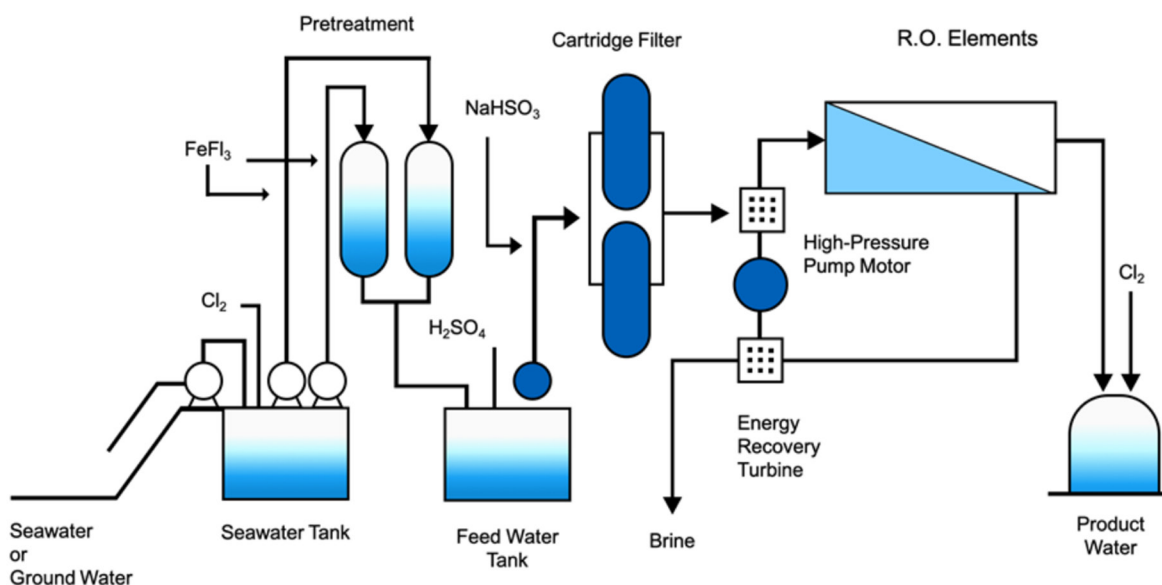 Pretreatment
Cartridge Filter
R.O. Elements
NaHSO₃
FeFl₃
High-Pressure
Pump Motor
Cl₂
Cl₂
H₂SO₄
Energy
Recovery
Turbine
Seawater
or
Ground Water
Seawater Tank
Feed Water
Tank
Brine
Product
Water